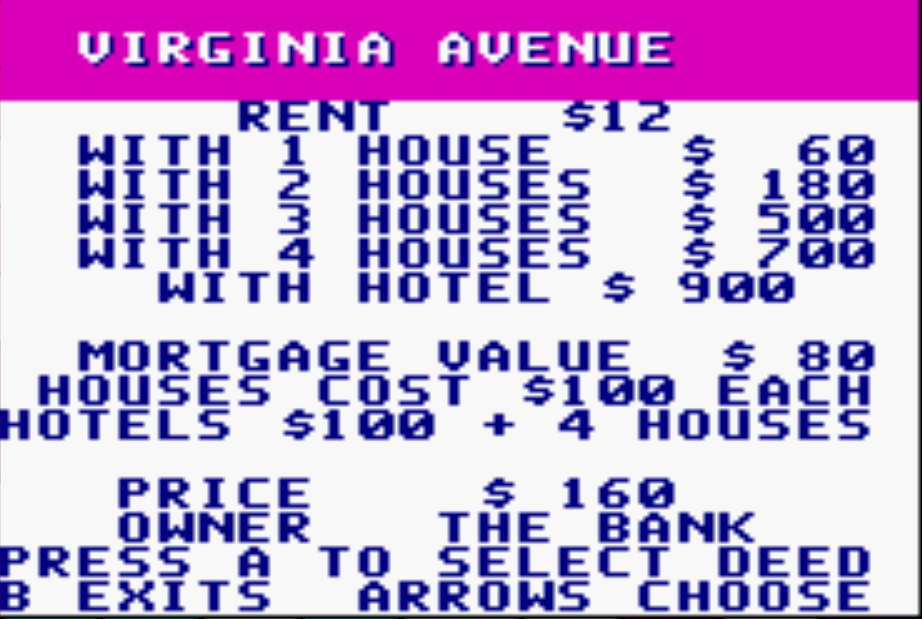 VIRGINIA AVENUE
RENT $12
WITH 1 HOUSE $ 60
WITH 2 HOUSES $ 180
WITH 3 HOUSES $ 500
WITH 4 HOUSES $ 700
WITH HOTEL $ 900
MORTGAGE VALUE $ 80
HOUSES COST $100 EACH
HOTELS $100 + 4 HOUSES
PRICE $ 160
OWNER THE BANK
PRESS A TO SELECT DEED
B EXITS ARROWS CHOOSE